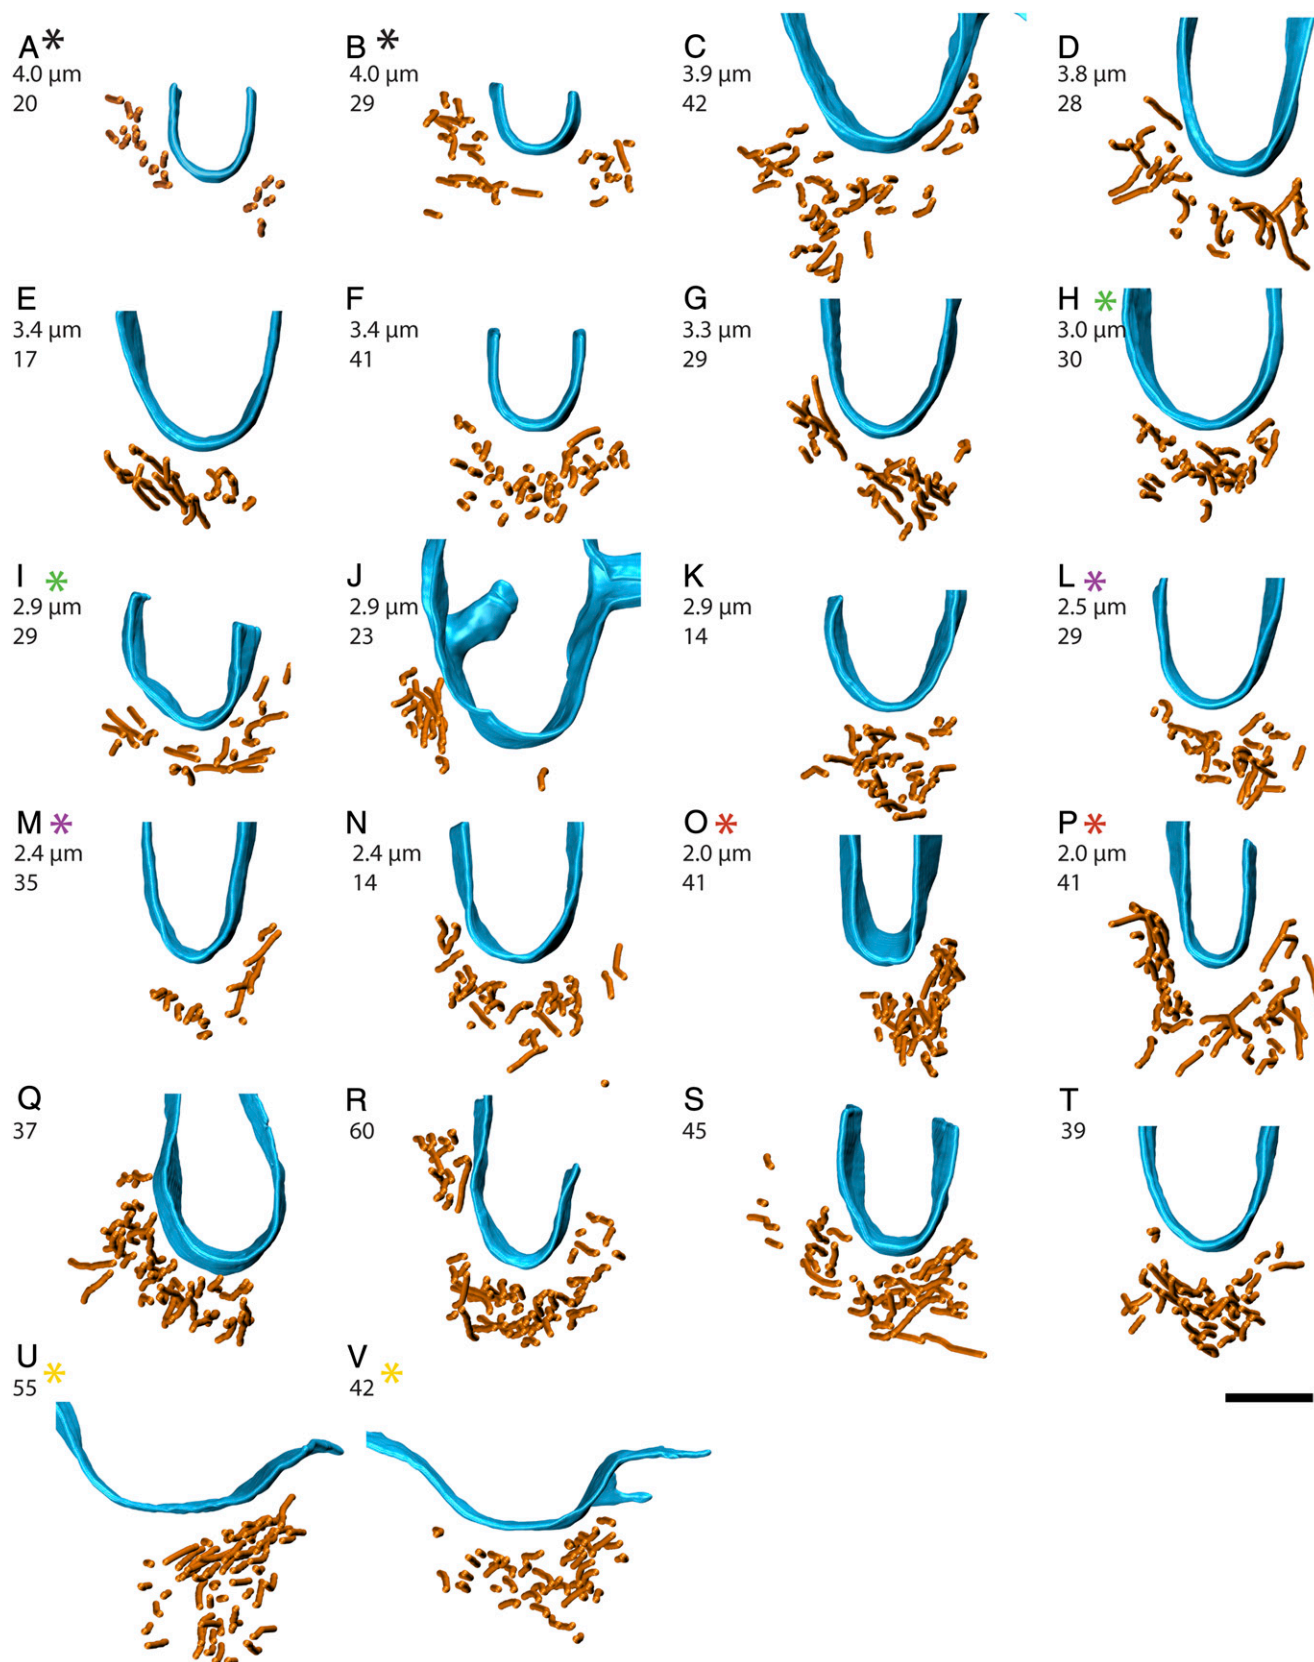 A*
4.0 µm
20
B*
4.0 µm
29
C
3.9 µm
42
D
3.8 µm
28
E
3.4 µm
17
F
3.4 µm
41
G
3.3 µm
29
H*
3.0 µm
30
I*
2.9 µm
29
J
2.9 µm
23
K
2.9 µm
14
L*
2.5 µm
29
M*
2.4 µm
35
N
2.4 µm
14
O*
2.0 µm
41
P*
2.0 µm
41
Q
37
R
60
S
45
T
39
U*
55
V*
42